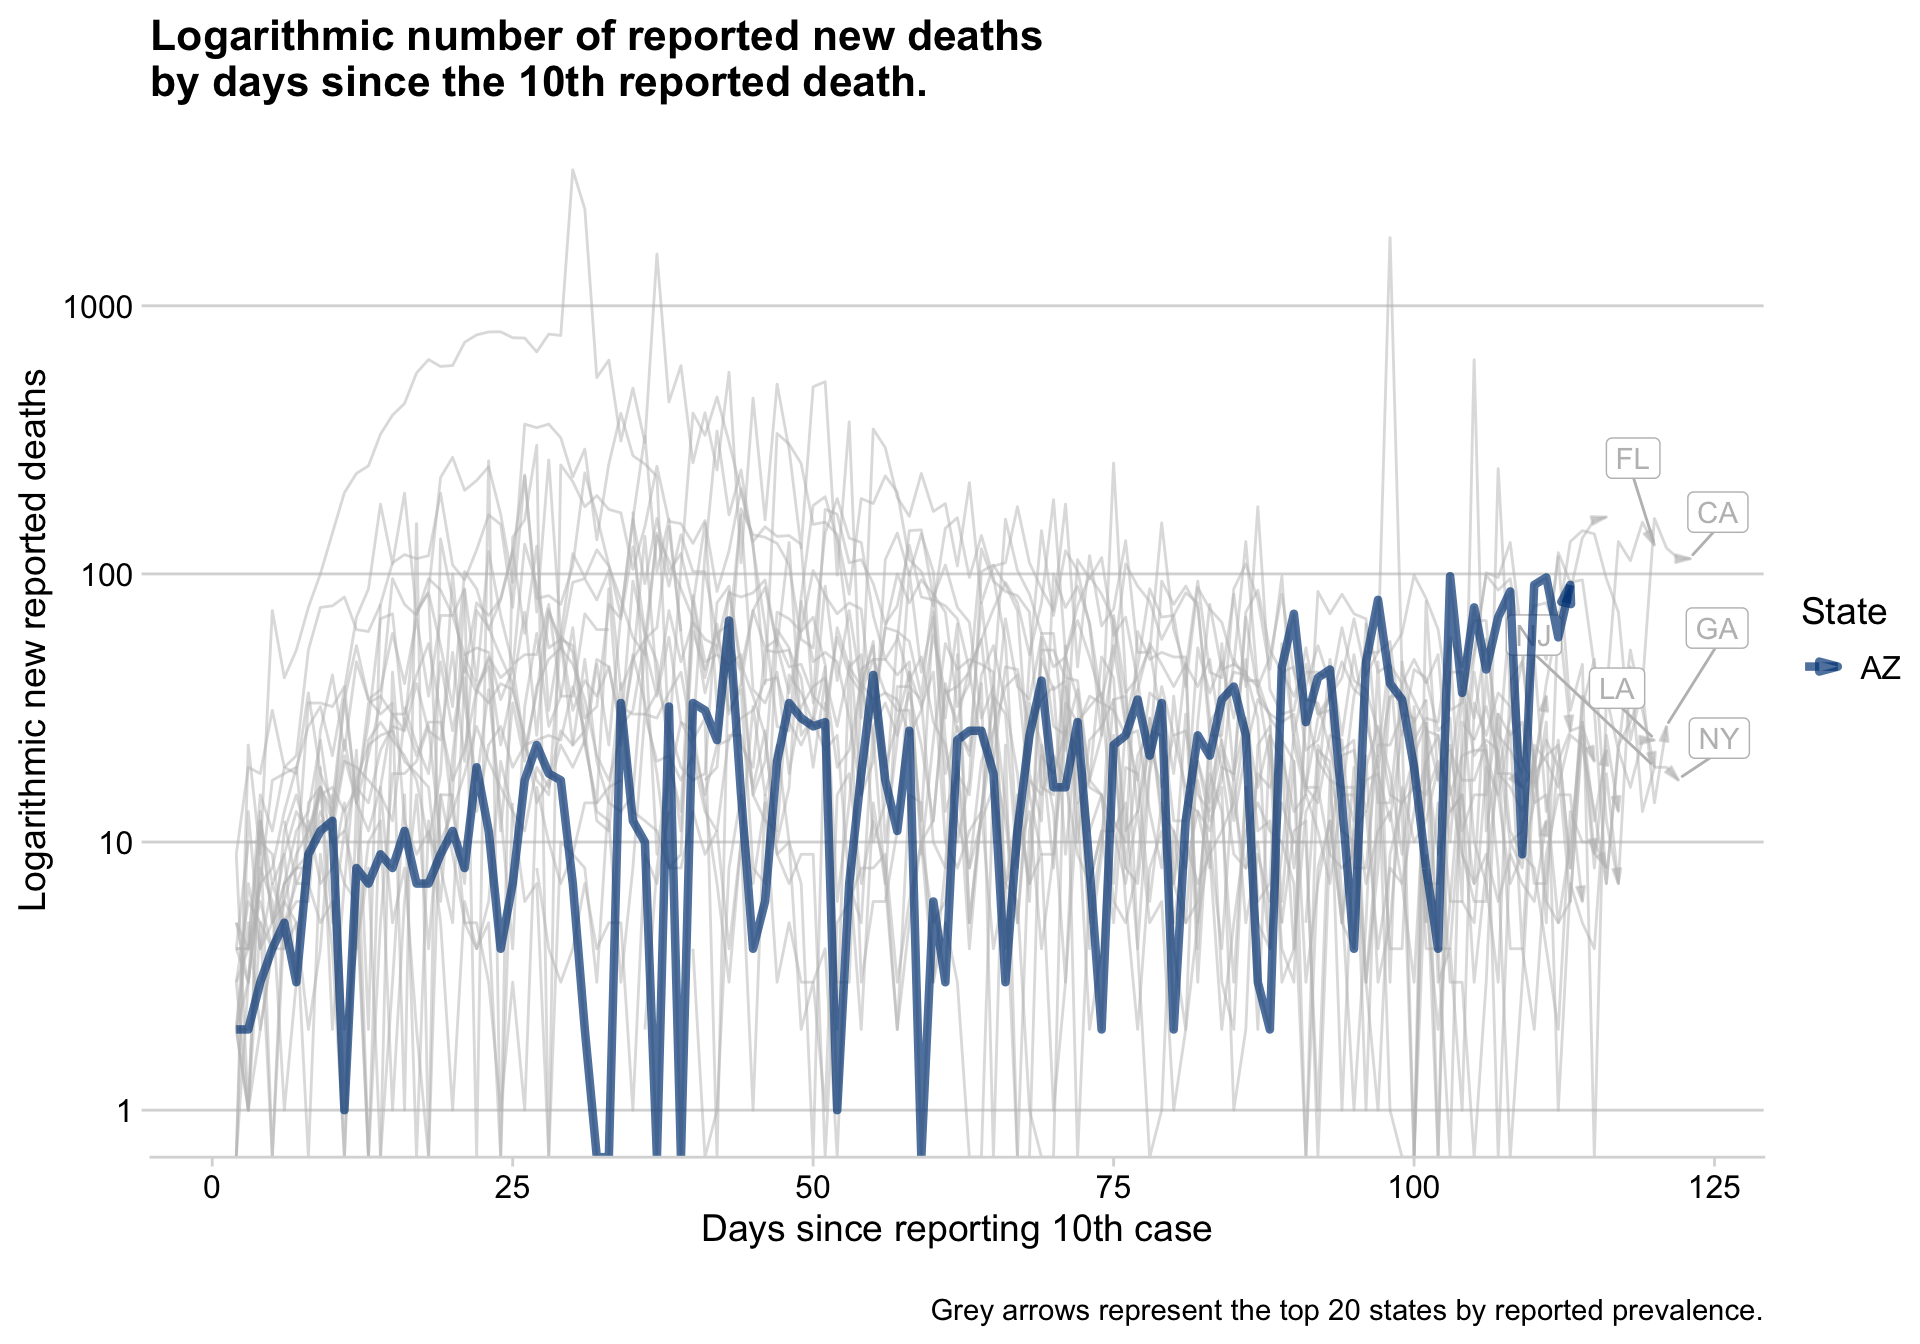 Logarithmic number of reported new deaths
by days since the 10th reported death.
Logarithmic new reported deaths
1000
100
10
1
FL
CA
NJ
GA
LA
NY
State
AZ
0
25
50
75
100
125
Days since reporting 10th case
Grey arrows represent the top 20 states by reported prevalence.